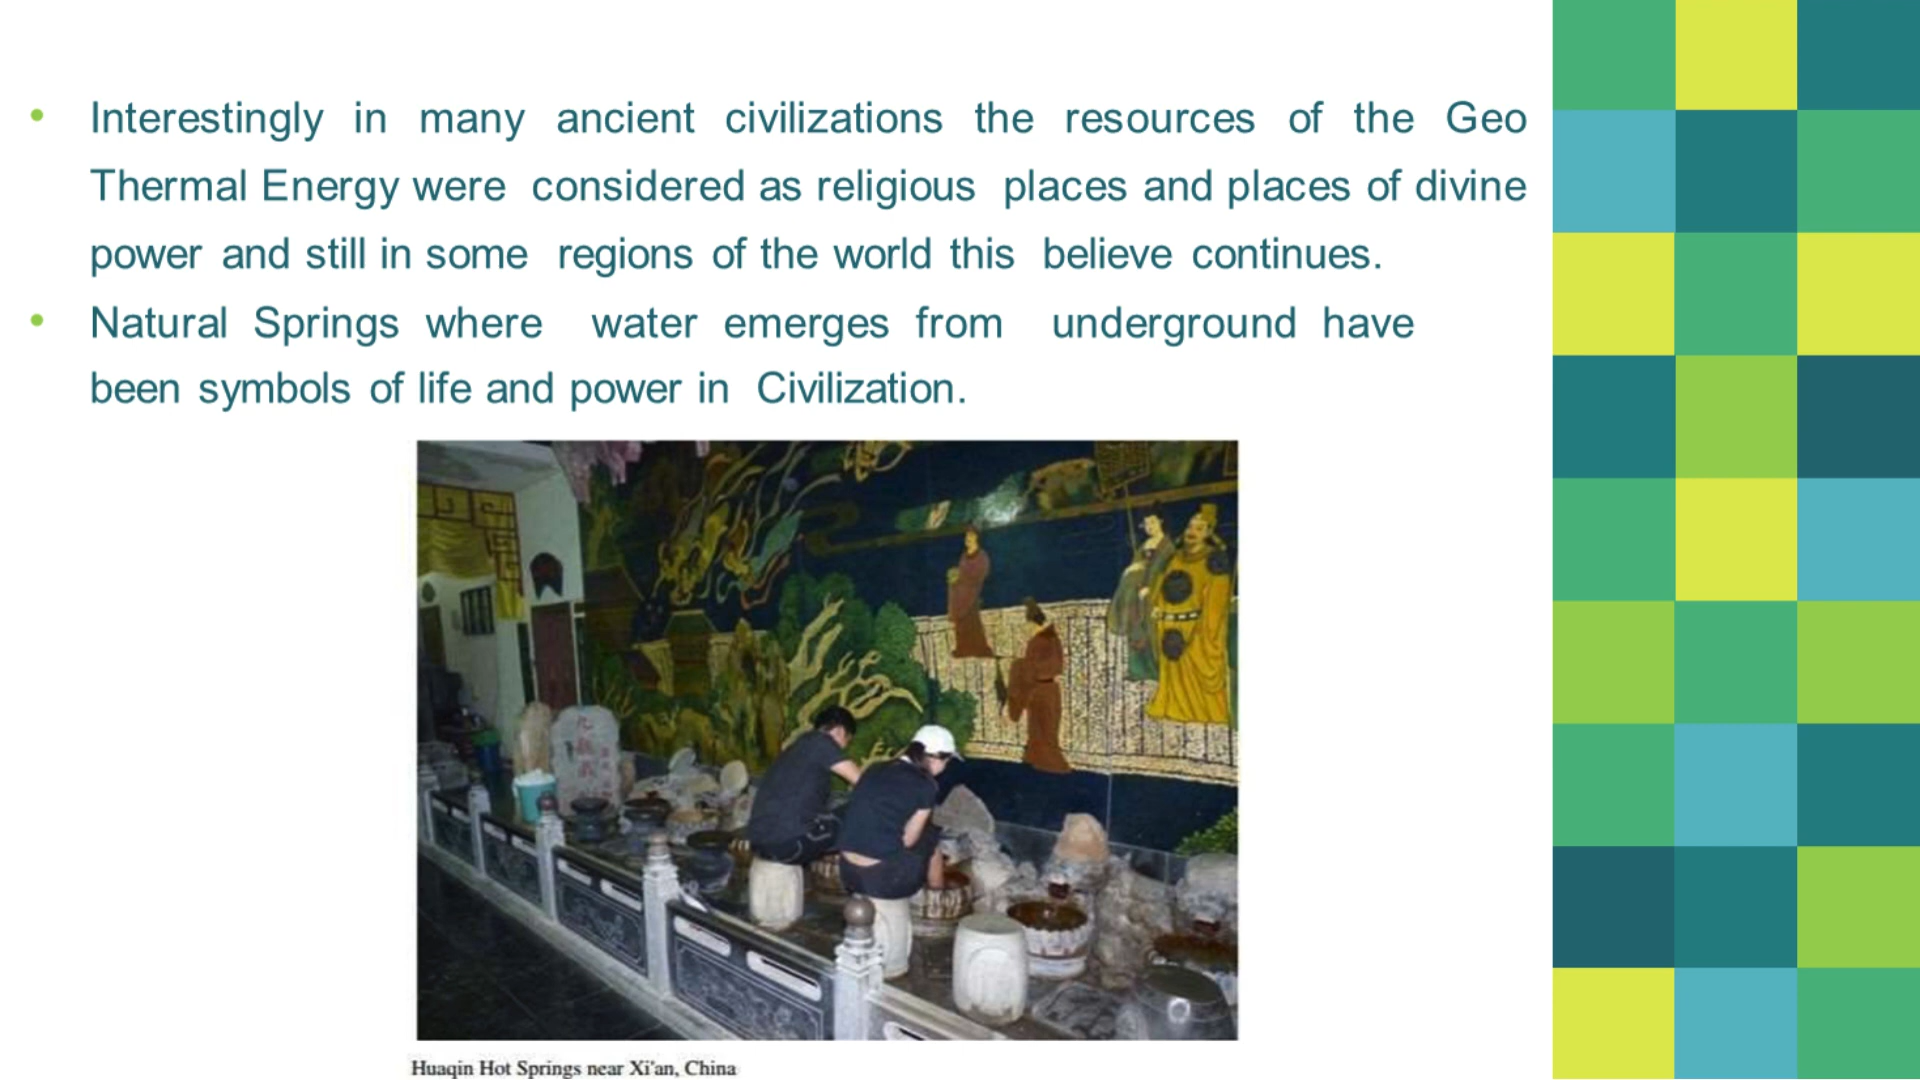 • Interestingly in many ancient civilizations the resources of the Geo
Thermal Energy were considered as religious places and places of divine
power and still in some regions of the world this believe continues.
• Natural Springs where water emerges from underground have
been symbols of life and power in Civilization.
Huaqin Hot Springs near Xi'an, China